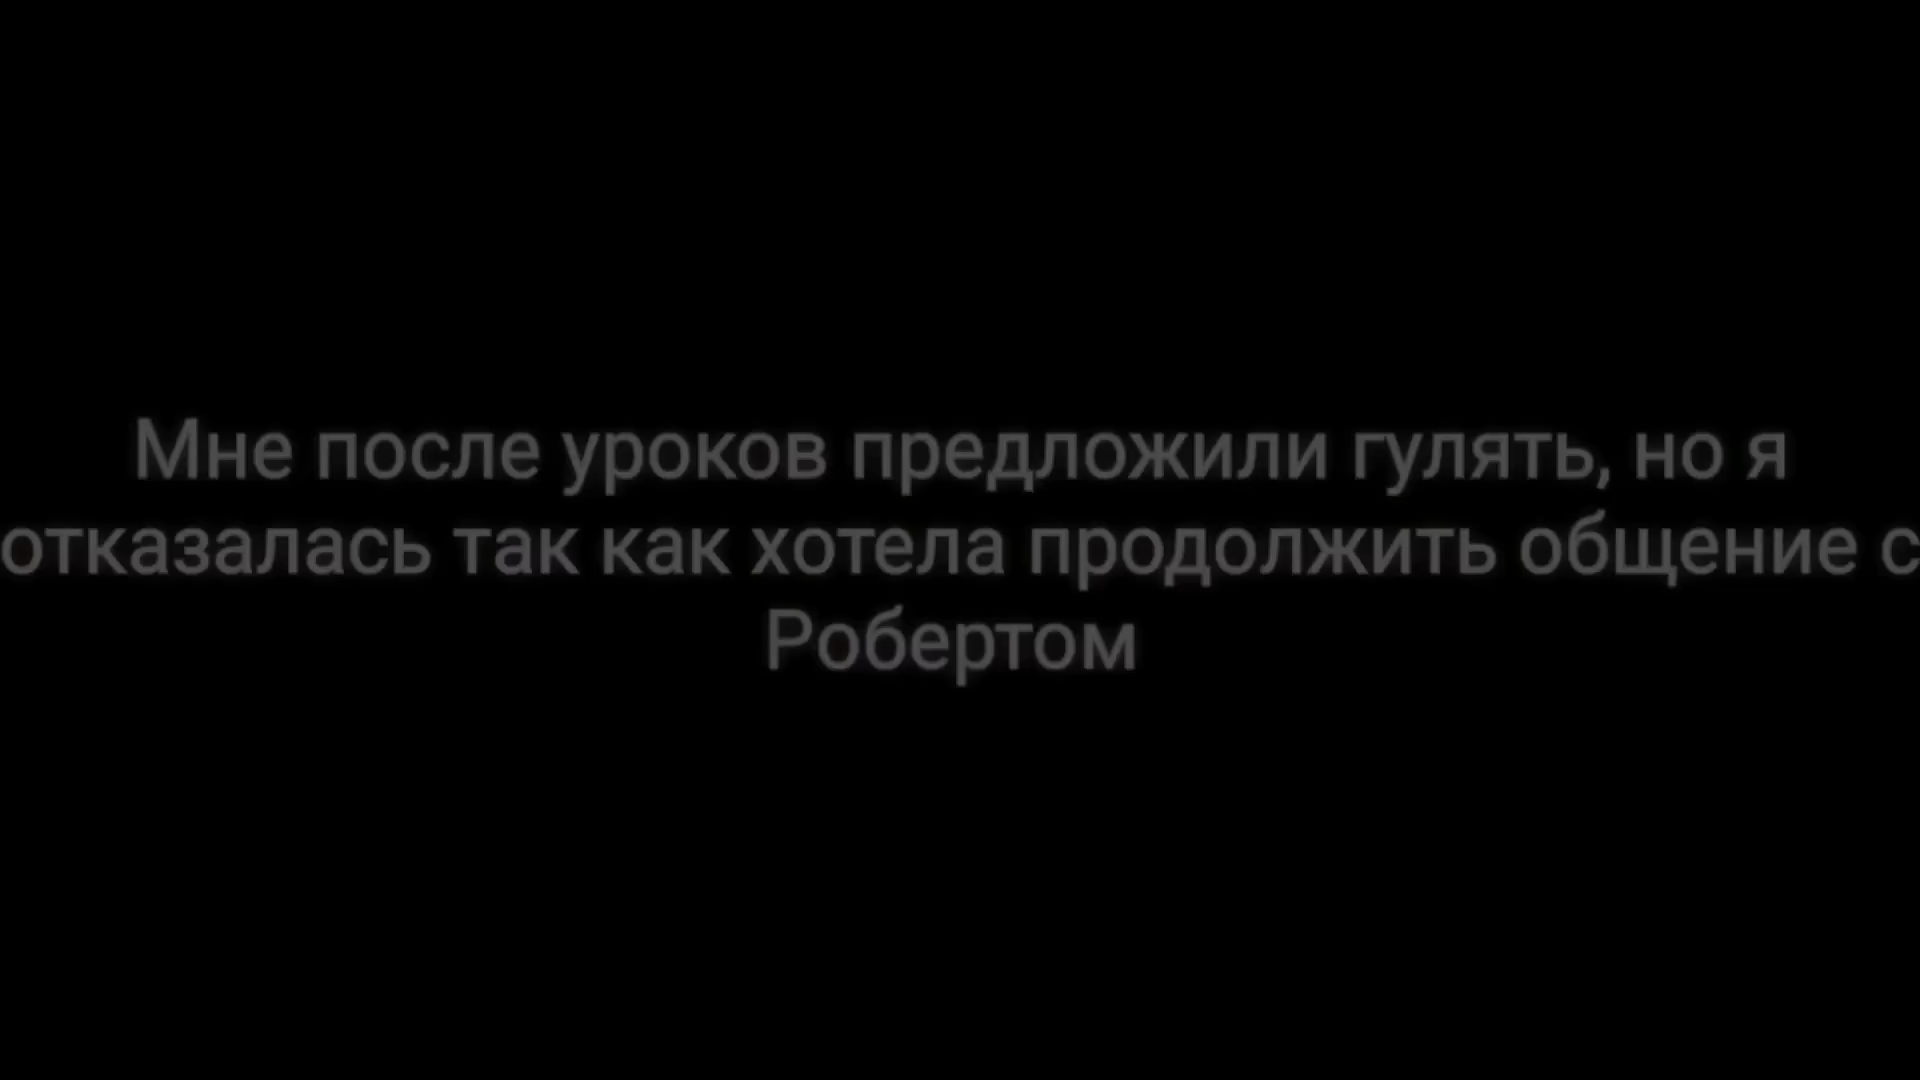 Мне после уроков предложили гулять, но я
отказалась так как хотела продолжить общение с
Робертом